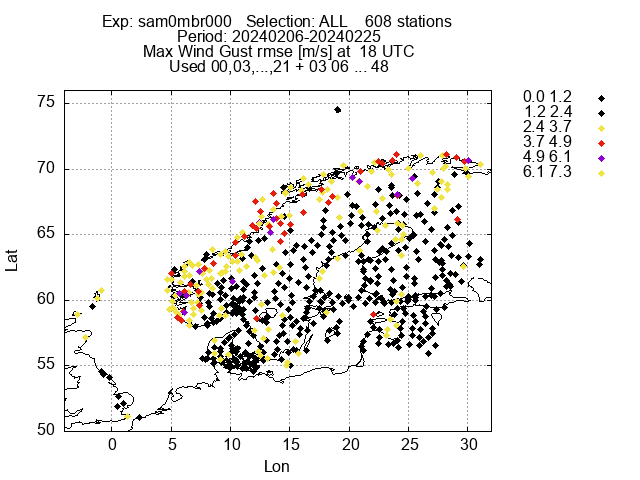 Exp: sam0mbr000 Selection: ALL 608 stations
Period: 20240206-20240225
Max Wind Gust rmse [m/s] at 18 UTC
Used 00,03,...,21 + 03 06 ... 48
0.0 1.2
1.2 2.4
2.4 3.7
3.7 4.9
4.9 6.1
6.1 7.3
75
70
65
60
55
50
Lat
0 5 10 15 20 25 30
Lon